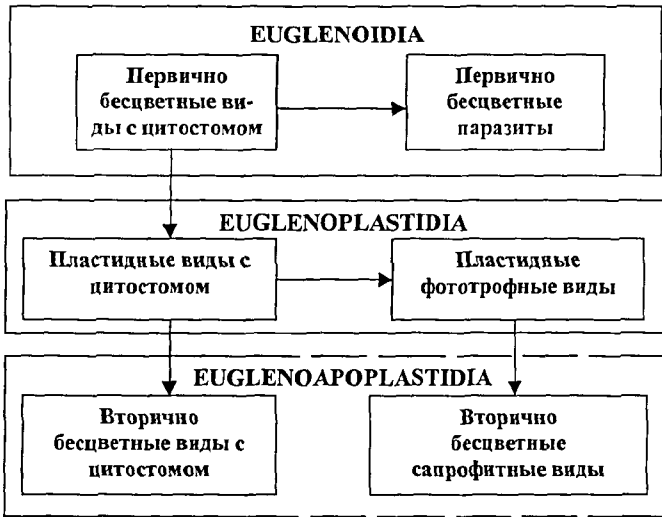 EUGLENOIDIA
Первично
бесцветные ви-
ды с цитостомом
Первично
бесцветные
паразиты
EUGLENOPLASTIDIA
Пластидные виды с
цитостомом
Пластидные
фототрофные виды
EUGLENOAPOPLASTIDIA
Вторично
бесцветные виды с
цитостомом
Вторично
бесцветные
сапрофитные виды